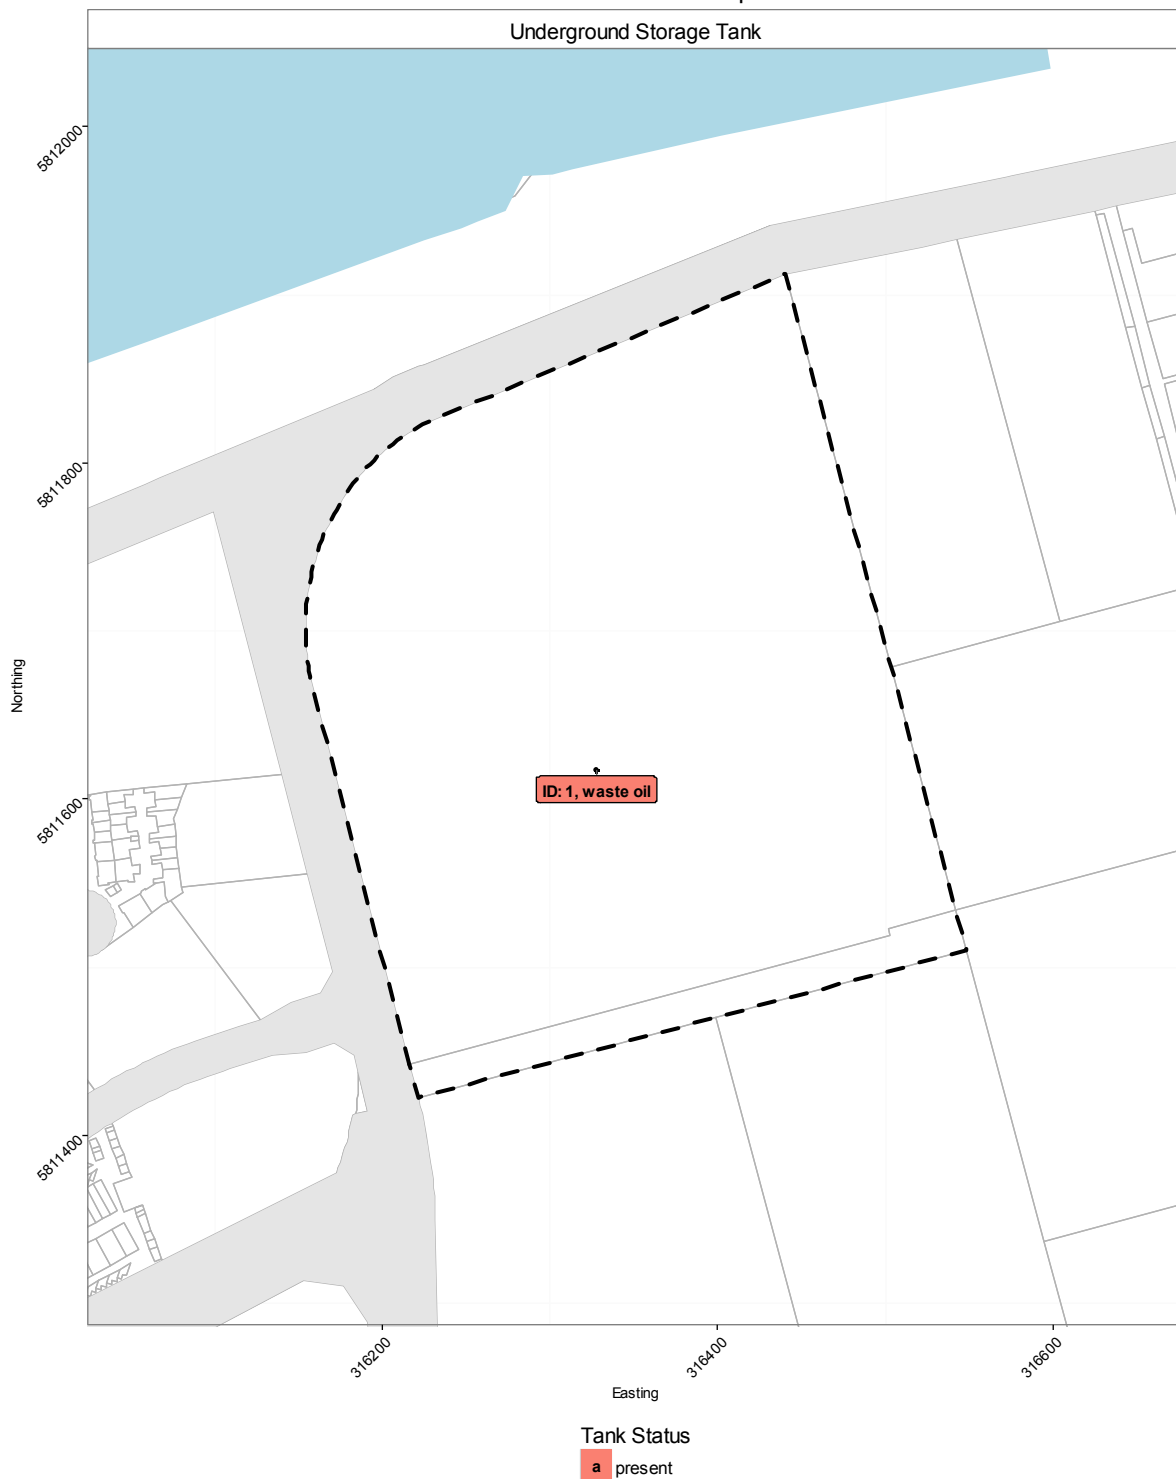 Underground Storage Tank
5812000
5811800
5811600
5811400
Northing
ID: 1, waste oil
316200
316400
316600
Easting
Tank Status
a present